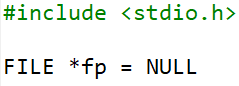 #include <stdio.h>
FILE *fp = NULL